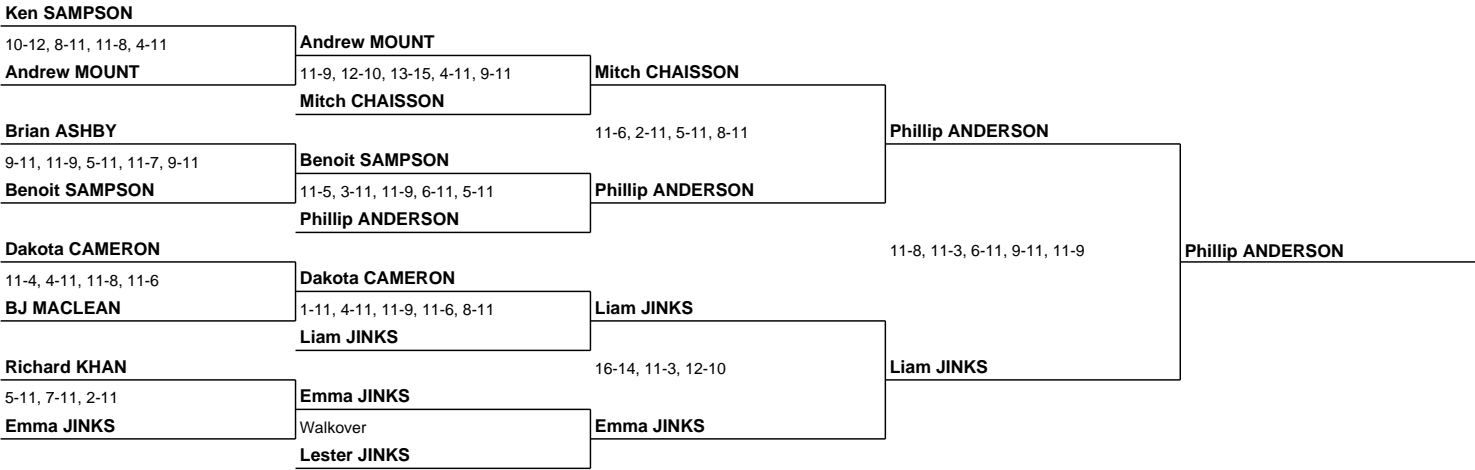 Ken SAMPSON
10-12, 8-11, 11-8, 4-11
Andrew MOUNT
Andrew MOUNT
11-9, 12-10, 13-15, 4-11, 9-11
Mitch CHAISSON
Mitch CHAISSON
Brian ASHBY
11-6, 2-11, 5-11, 8-11
Phillip ANDERSON
9-11, 11-9, 5-11, 11-7, 9-11
Benoit SAMPSON
Benoit SAMPSON
11-5, 3-11, 11-9, 6-11, 5-11
Phillip ANDERSON
Phillip ANDERSON
Dakota CAMERON
11-8, 11-3, 6-11, 9-11, 11-9
Phillip ANDERSON
11-4, 4-11, 11-8, 11-6
Dakota CAMERON
BJ MACLEAN
1-11, 4-11, 11-9, 11-6, 8-11
Liam JINKS
Liam JINKS
Richard KHAN
16-14, 11-3, 12-10
Liam JINKS
5-11, 7-11, 2-11
Emma JINKS
Emma JINKS
Walkover
Emma JINKS
Lester JINKS